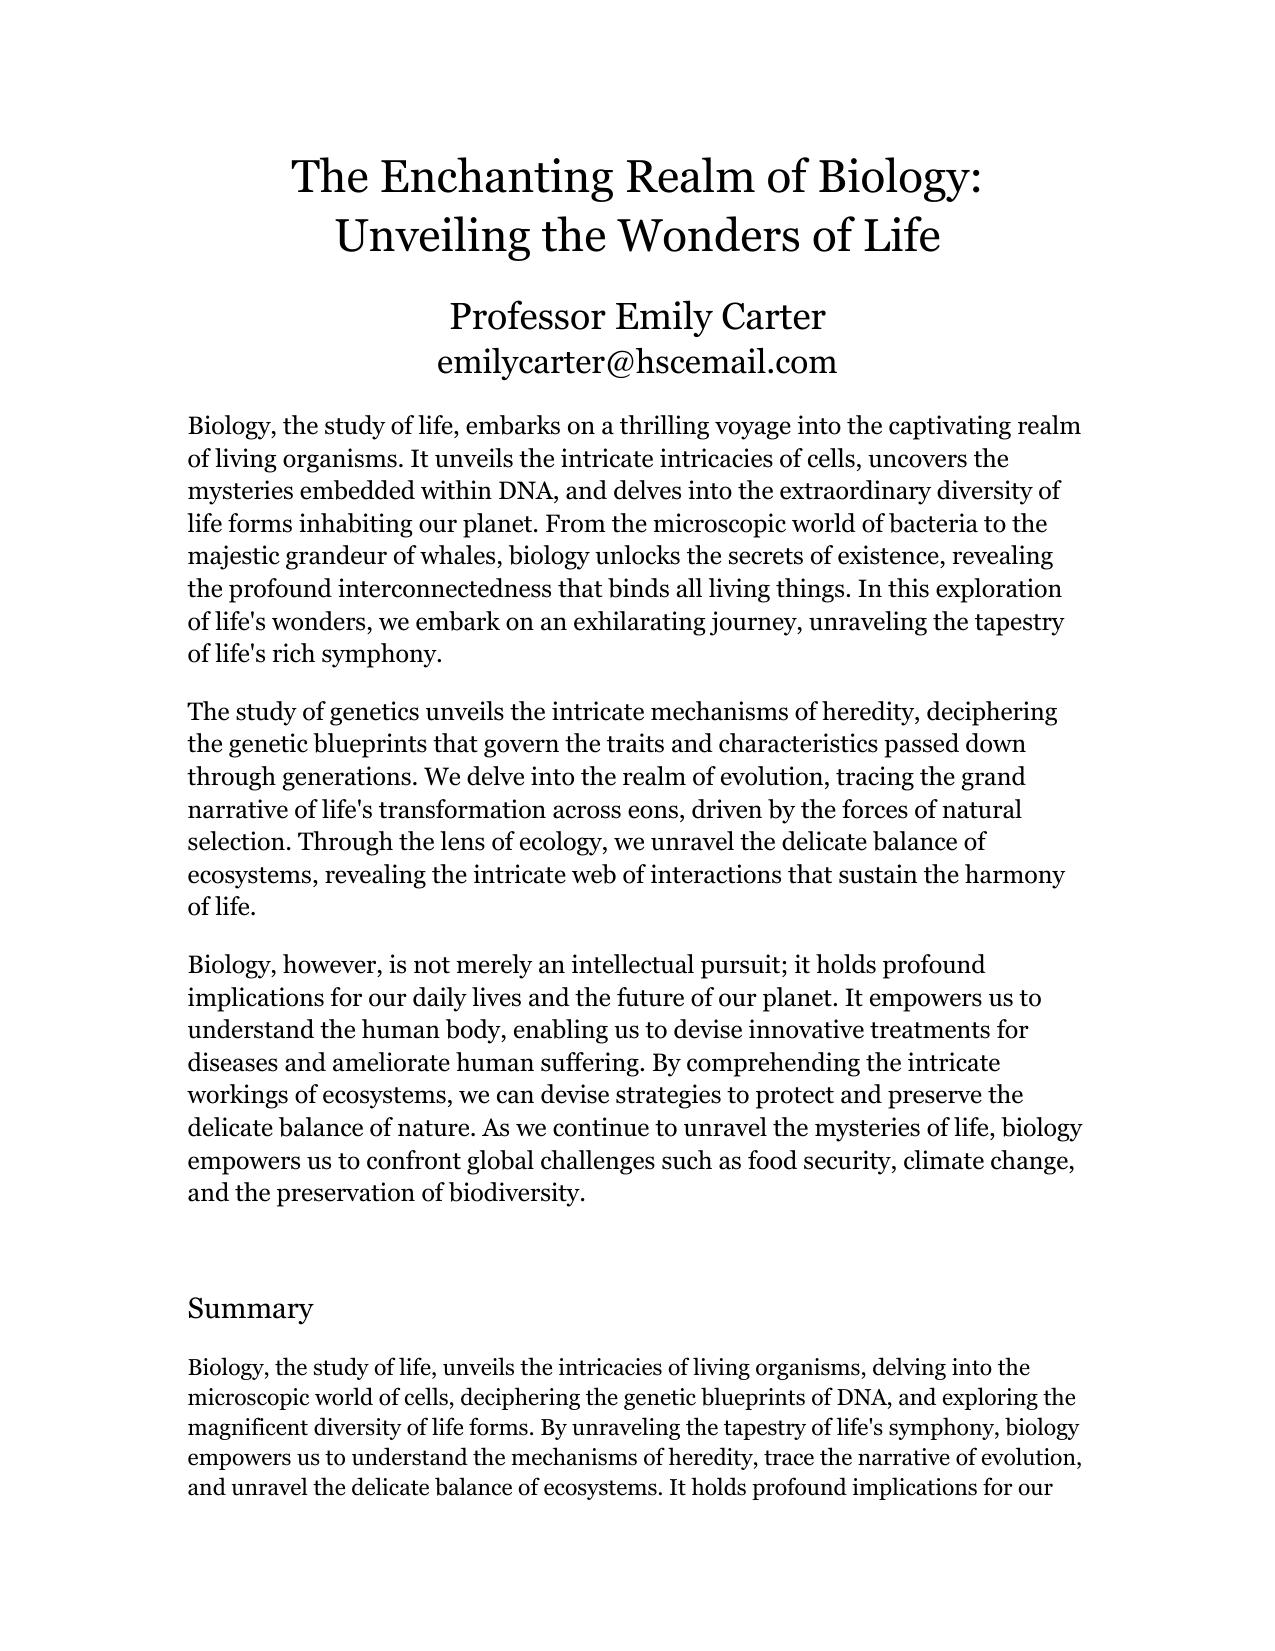 The Enchanting Realm of Biology:
Unveiling the Wonders of Life
Professor Emily Carter
emilycarter@hscemail.com
Biology, the study of life, embarks on a thrilling voyage into the captivating realm
of living organisms. It unveils the intricate intricacies of cells, uncovers the
mysteries embedded within DNA, and delves into the extraordinary diversity of
life forms inhabiting our planet. From the microscopic world of bacteria to the
majestic grandeur of whales, biology unlocks the secrets of existence, revealing
the profound interconnectedness that binds all living things. In this exploration
of life's wonders, we embark on an exhilarating journey, unraveling the tapestry
of life's rich symphony.
The study of genetics unveils the intricate mechanisms of heredity, deciphering
the genetic blueprints that govern the traits and characteristics passed down
through generations. We delve into the realm of evolution, tracing the grand
narrative of life's transformation across eons, driven by the forces of natural
selection. Through the lens of ecology, we unravel the delicate balance of
ecosystems, revealing the intricate web of interactions that sustain the harmony
of life.
Biology, however, is not merely an intellectual pursuit; it holds profound
implications for our daily lives and the future of our planet. It empowers us to
understand the human body, enabling us to devise innovative treatments for
diseases and ameliorate human suffering. By comprehending the intricate
workings of ecosystems, we can devise strategies to protect and preserve the
delicate balance of nature. As we continue to unravel the mysteries of life, biology
empowers us to confront global challenges such as food security, climate change,
and the preservation of biodiversity.
Summary
Biology, the study of life, unveils the intricacies of living organisms, delving into the
microscopic world of cells, deciphering the genetic blueprints of DNA, and exploring the
magnificent diversity of life forms. By unraveling the tapestry of life's symphony, biology
empowers us to understand the mechanisms of heredity, trace the narrative of evolution,
and unravel the delicate balance of ecosystems. It holds profound implications for our